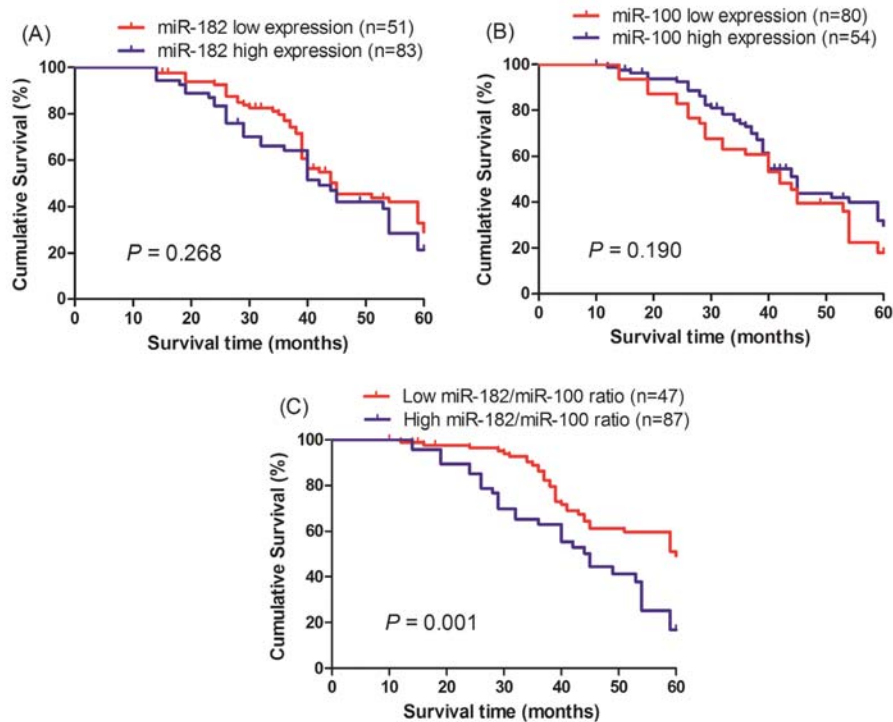 (A)
miR-182 low expression (n=51)
miR-182 high expression (n=83)
Cumulative Survival (%)
100
80
60
40
20
0
P = 0.268
0 10 20 30 40 50 60
Survival time (months)
(B)
miR-100 low expression (n=80)
miR-100 high expression (n=54)
Cumulative Survival (%)
100
80
60
40
20
0
P = 0.190
0 10 20 30 40 50 60
Survival time (months)
(C)
Low miR-182/miR-100 ratio (n=47)
High miR-182/miR-100 ratio (n=87)
Cumulative Survival (%)
100
80
60
40
20
0
P = 0.001
0 10 20 30 40 50 60
Survival time (months)